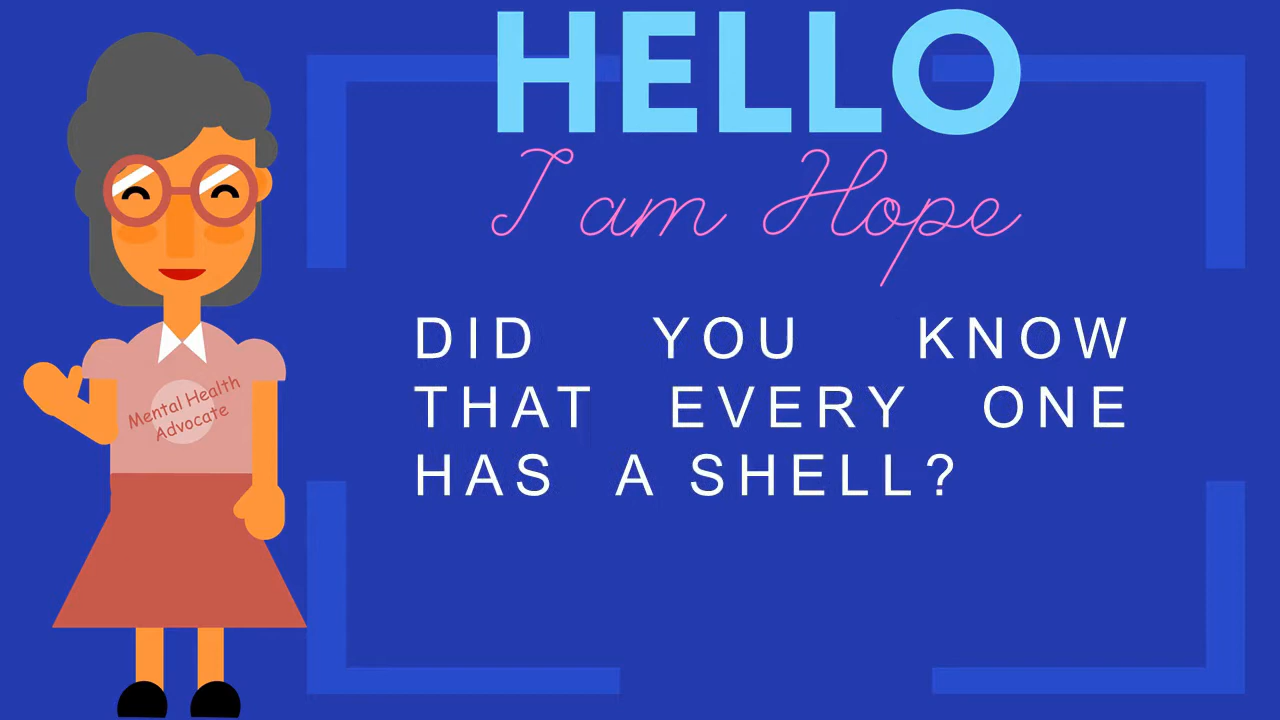 HELLO
I am Hope
DID YOU KNOW
THAT EVERY ONE
HAS A SHELL?
Mental Health
Advocate